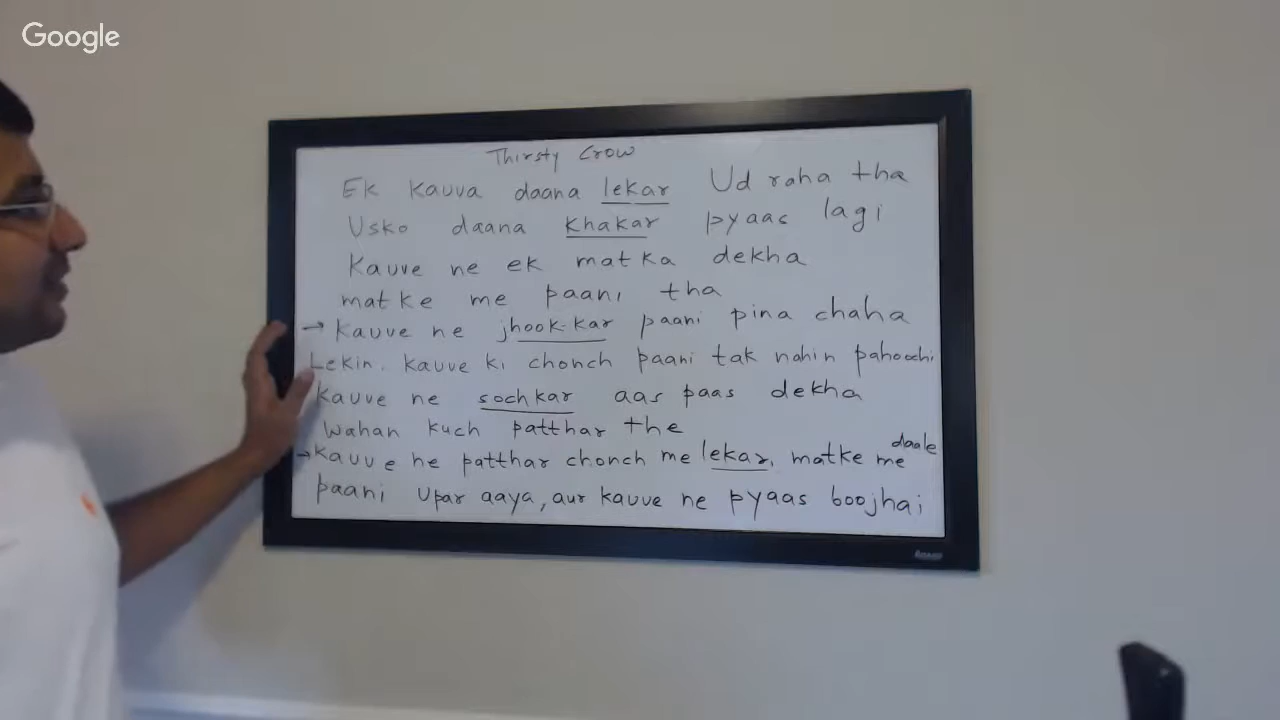 Google
Thirsty Crow
Ek kauva daana lekar Ud raha tha
Usko daana khakar pyaas lagi
Kauve ne ek matka dekha
matke me paani tha
→ kauve ne jhook-kar paani pina chaha
Lekin. kauve ki chonch paani tak nahin pahochi
kauve ne sochkar aas paas dekha
wahan kuch patthar the
→ kauve ne patthar chonch me lekar, matke me daale
paani upar aaya, aur kauve ne pyaas boojhai